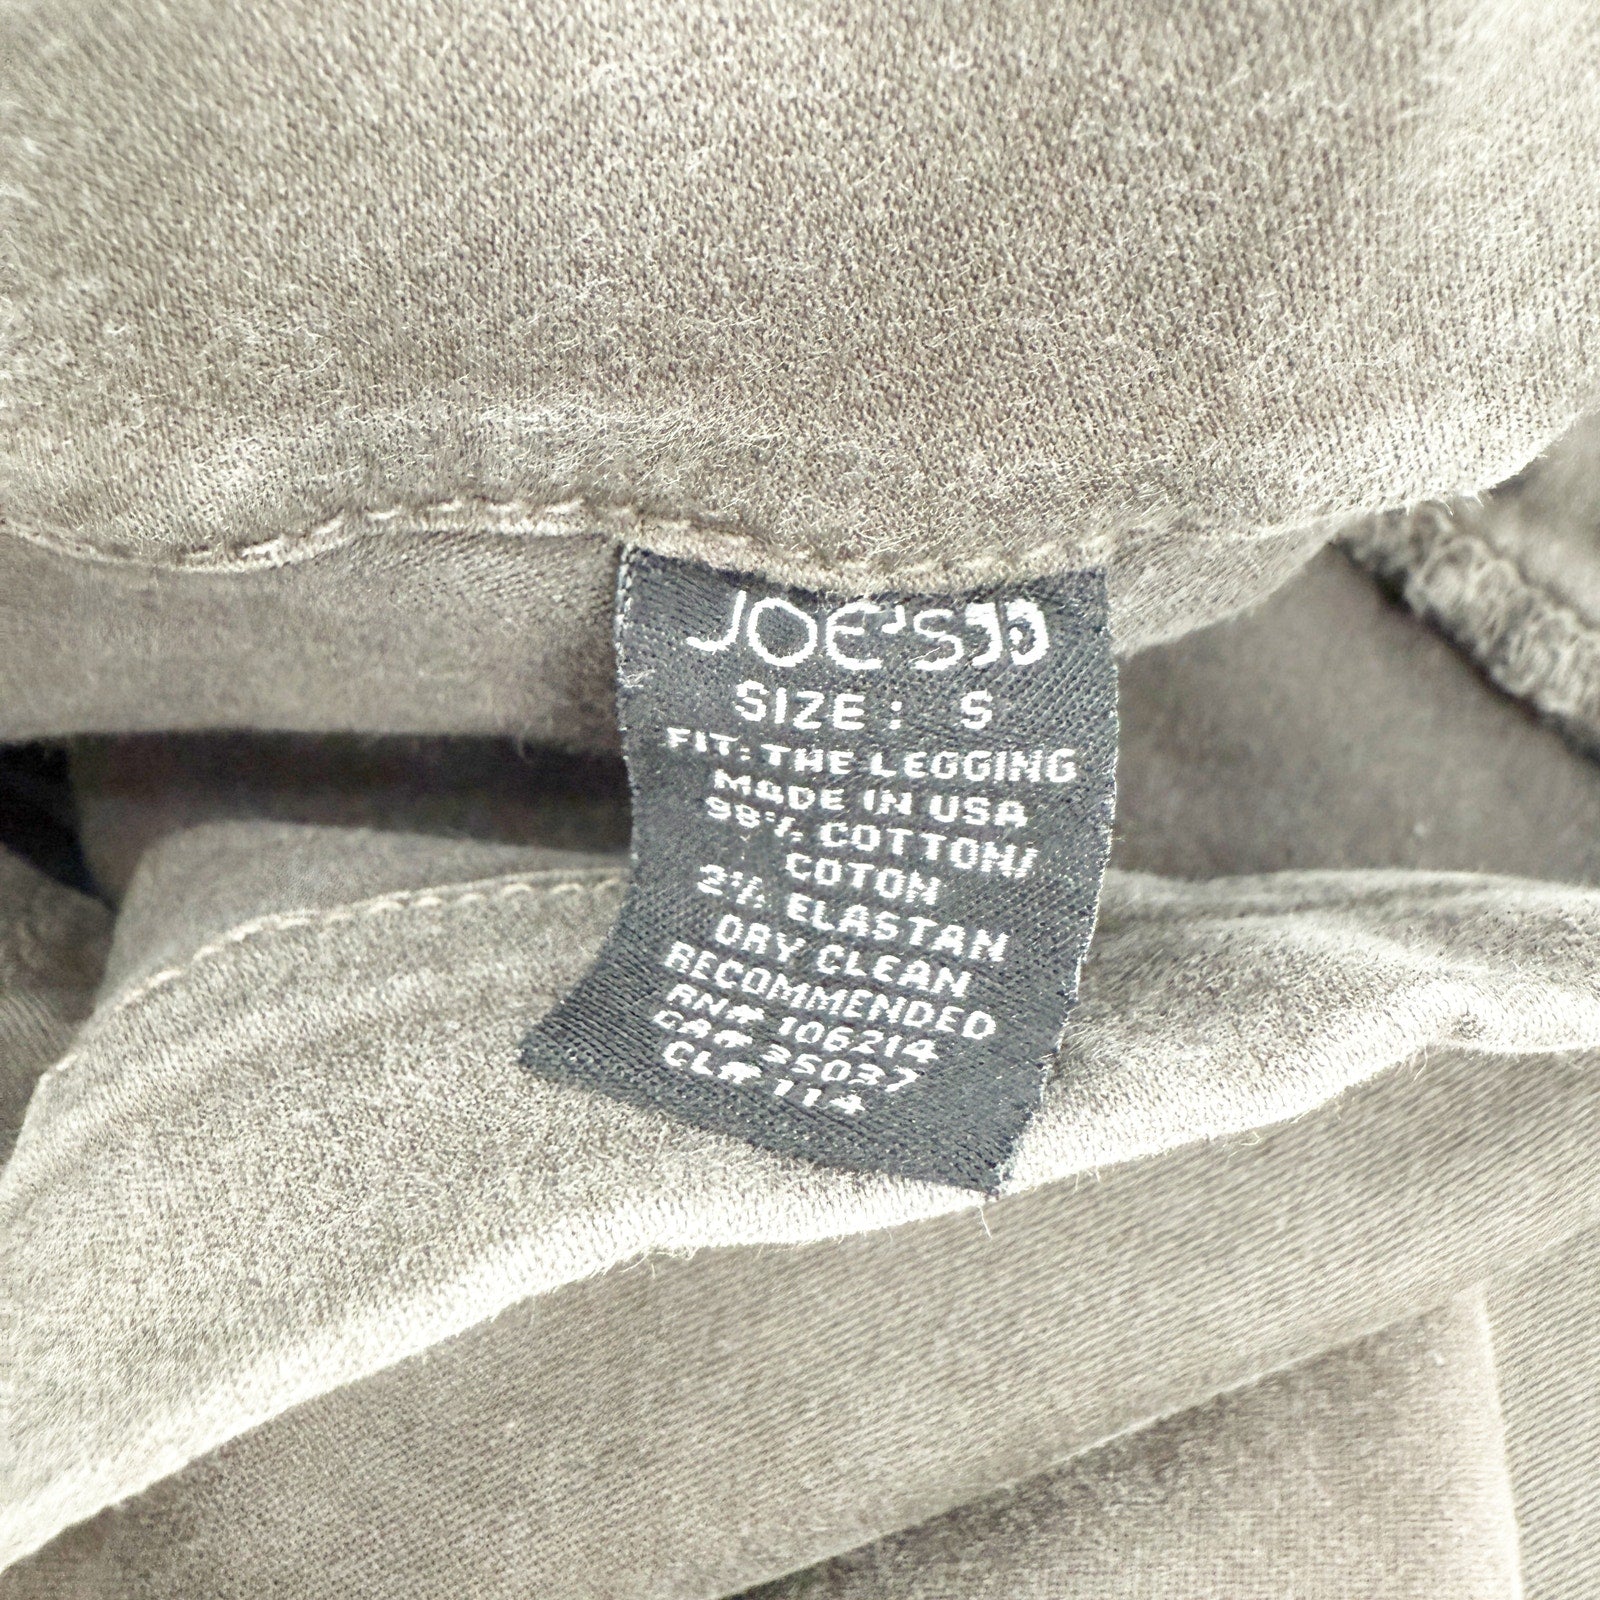 JOE'S
SIZE: S
FIT: THE LEGGING
MADE IN USA
98% COTTON/
COTON
2% ELASTAN
DRY CLEAN
RECOMMENDED
RN# 106214
CA# 35037
CL# 114